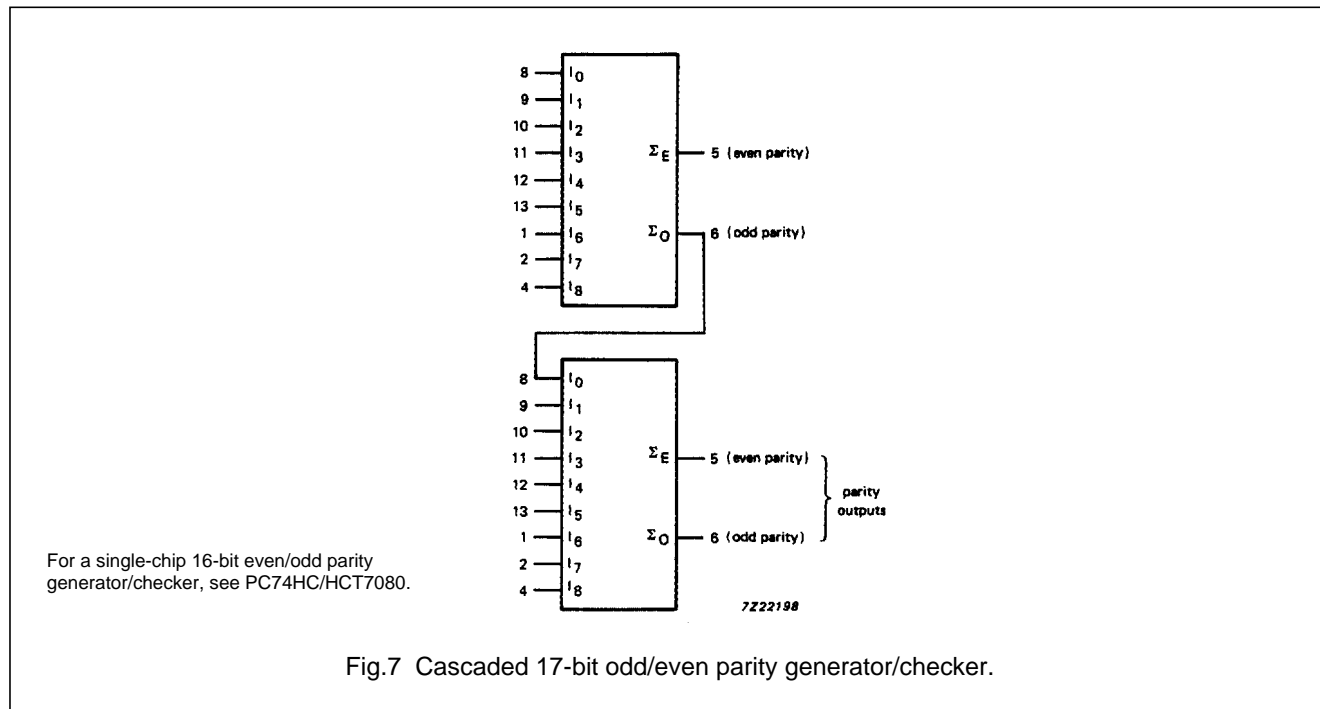 8 I0
9 I1
10 I2
11 I3 ΣE 5 (even parity)
12 I4
13 I5
1 I6 ΣO 6 (odd parity)
2 I7
4 I8
8 I0
9 I1
10 I2
11 I3 ΣE 5 (even parity)
12 I4
13 I5
parity
outputs
1 I6 ΣO 6 (odd parity)
2 I7
4 I8
7Z22198
For a single-chip 16-bit even/odd parity
generator/checker, see PC74HC/HCT7080.
Fig.7 Cascaded 17-bit odd/even parity generator/checker.